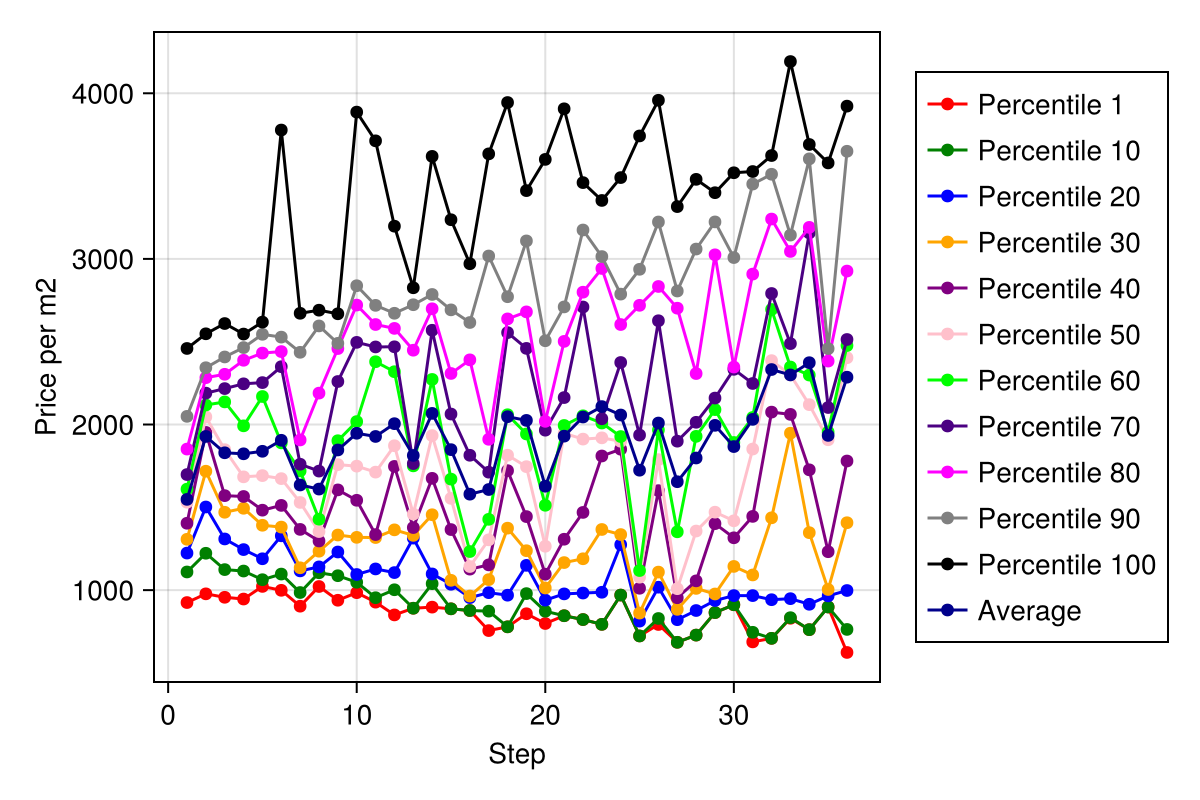 4000
3000
2000
1000
Price per m2
0 10 20 30
Step
Percentile 1
Percentile 10
Percentile 20
Percentile 30
Percentile 40
Percentile 50
Percentile 60
Percentile 70
Percentile 80
Percentile 90
Percentile 100
Average